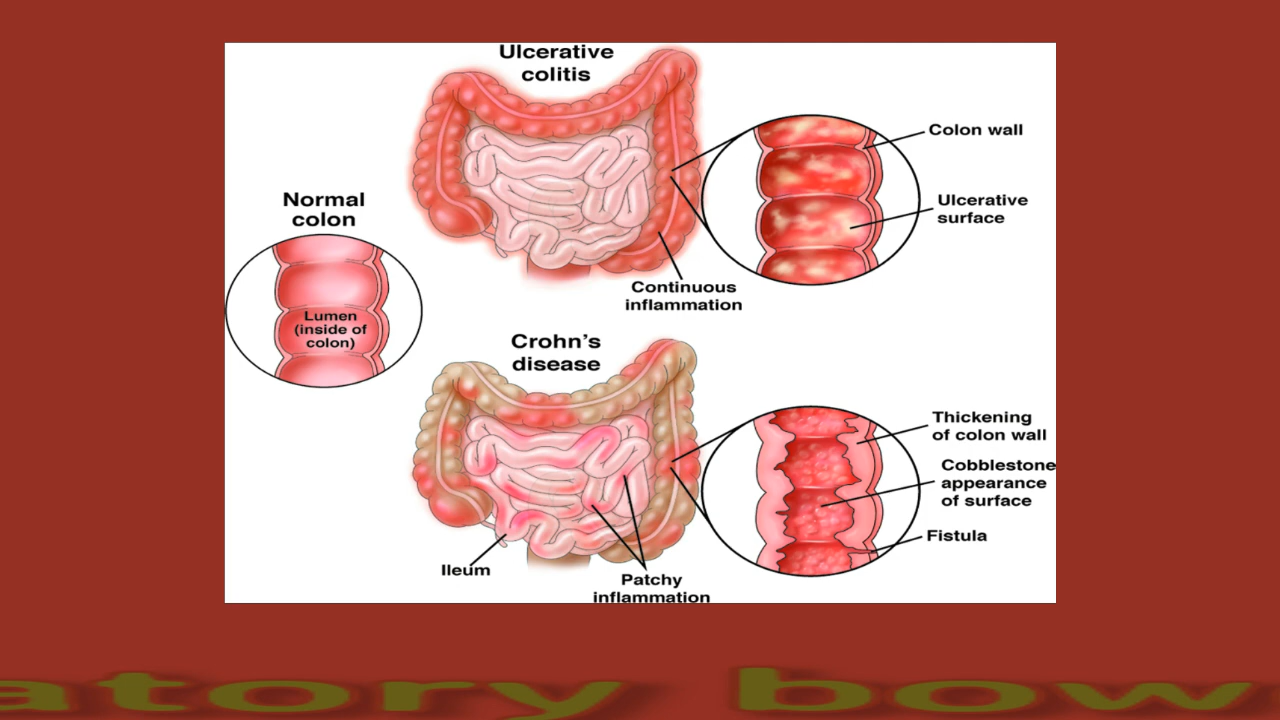 Ulcerative
colitis
Colon wall
Ulcerative
surface
Continuous
inflammation
Normal
colon
Lumen
(inside of
colon)
Crohn's
disease
Thickening
of colon wall
Cobblestone
appearance
of surface
Fistula
Ileum
Patchy
inflammation
atory bow